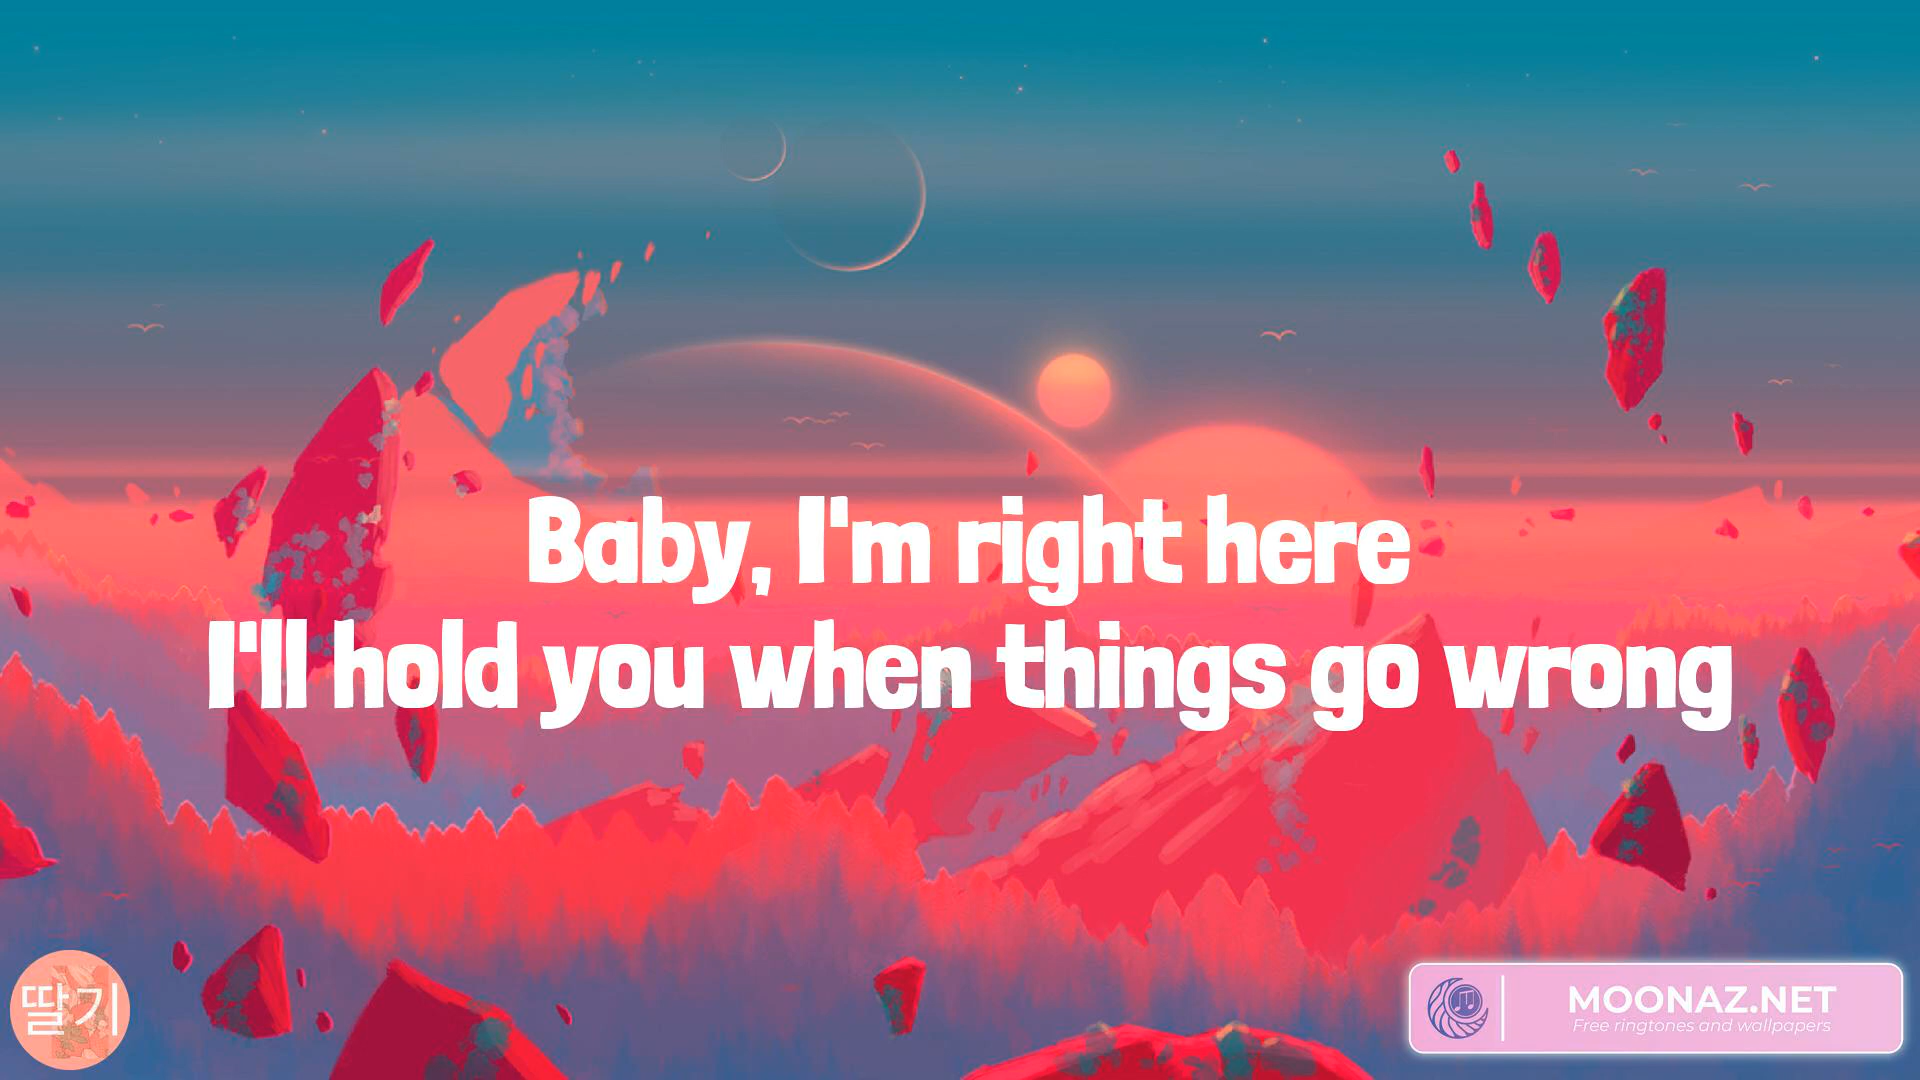 Baby, I'm right here
I'll hold you when things go wrong
딸기
MOONAZ.NET
Free ringtones and wallpapers